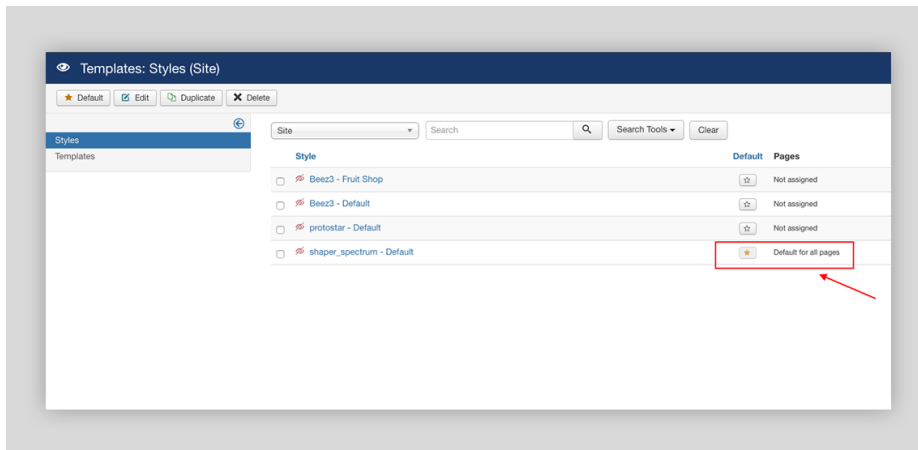 Templates: Styles (Site)
Default Edit Duplicate Delete
Styles
Templates
Site Search Search Tools Clear
Style Default Pages
Beez3 - Fruit Shop Not assigned
Beez3 - Default Not assigned
protostar - Default Not assigned
shaper_spectrum - Default Default for all pages